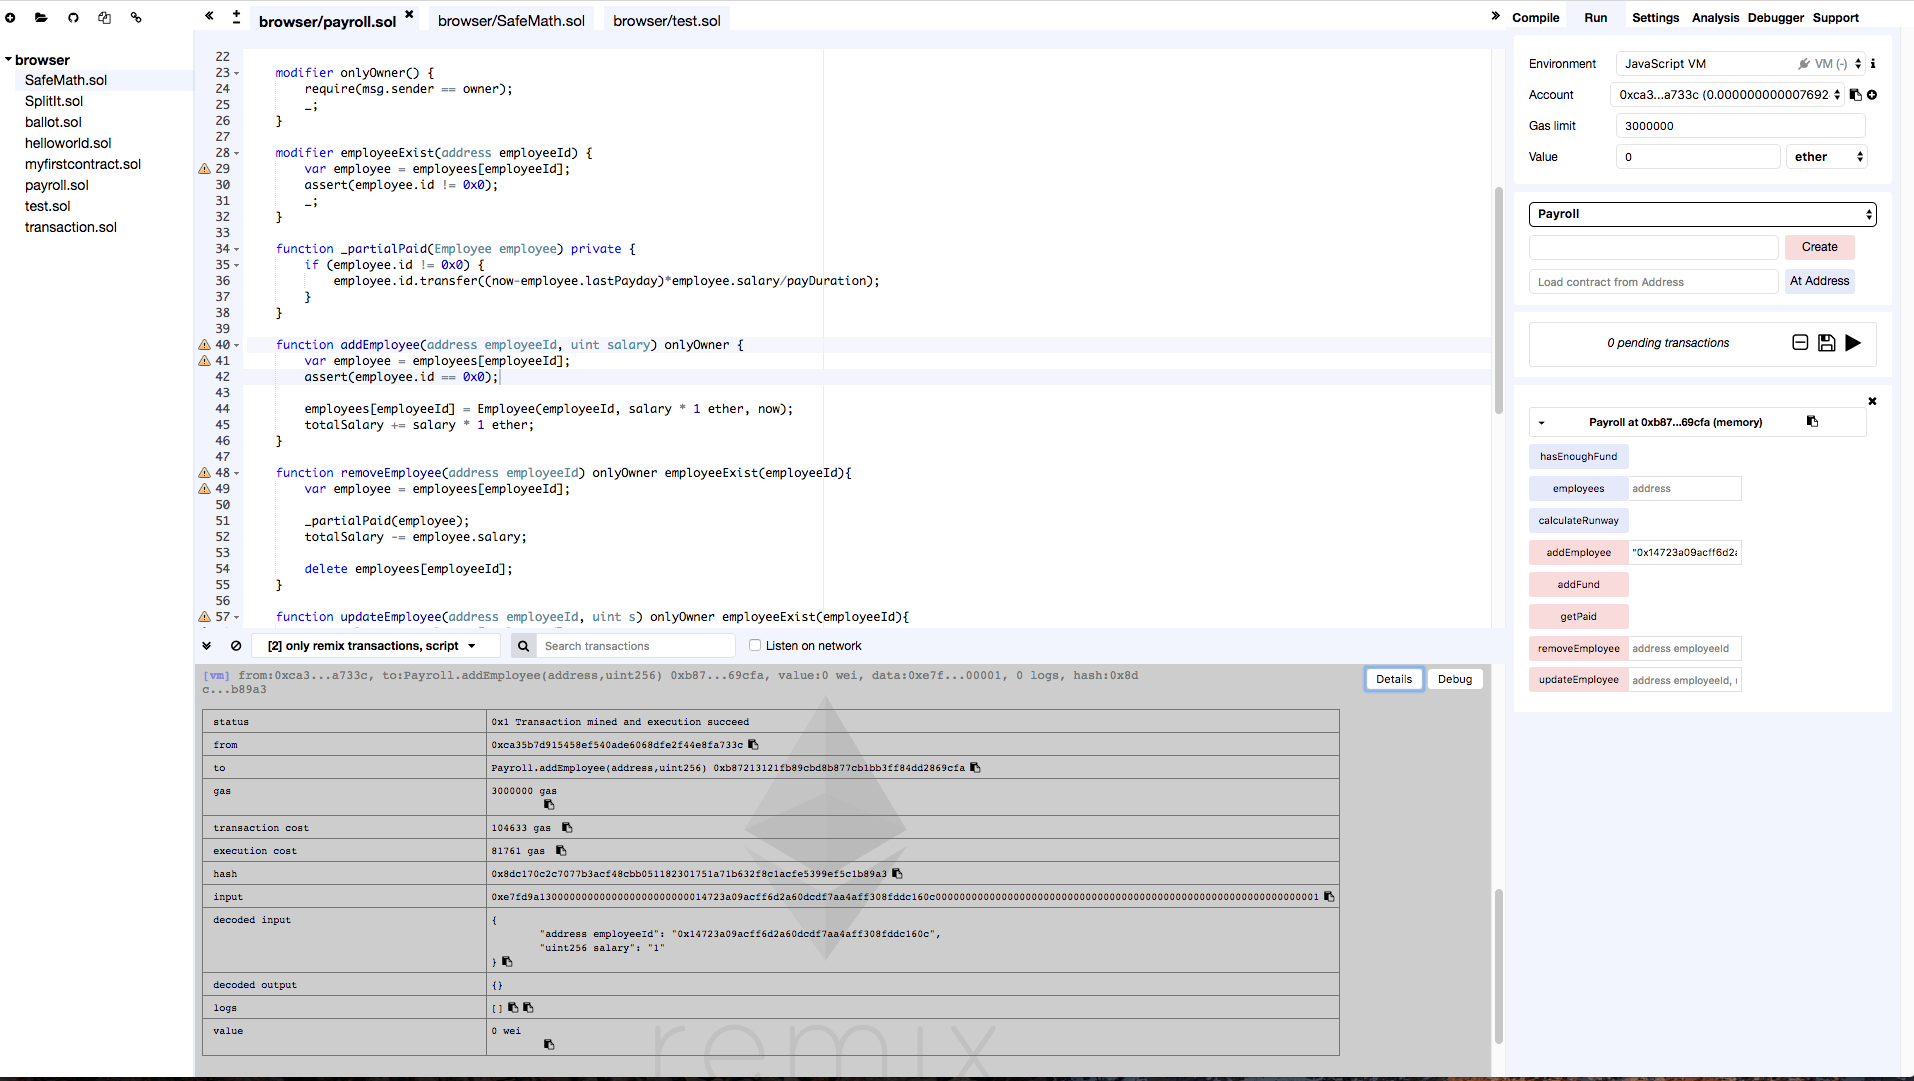 browser/payroll.sol
browser/SafeMath.sol
browser/test.sol
Compile
Run
Settings
Analysis
Debugger
Support
browser
SafeMath.sol
SplitIt.sol
ballot.sol
helloworld.sol
myfirstcontract.sol
payroll.sol
test.sol
transaction.sol
22
23 modifier onlyOwner() {
24 require(msg.sender == owner);
25 _;
26 }
27
28 modifier employeeExist(address employeeId) {
29 var employee = employees[employeeId];
30 assert(employee.id != 0x0);
31 _;
32 }
33
34 function _partialPaid(Employee employee) private {
35 if (employee.id != 0x0) {
36 employee.id.transfer((now-employee.lastPayday)*employee.salary/payDuration);
37 }
38 }
39
40 function addEmployee(address employeeId, uint salary) onlyOwner {
41 var employee = employees[employeeId];
42 assert(employee.id == 0x0);
43
44 employees[employeeId] = Employee(employeeId, salary * 1 ether, now);
45 totalSalary += salary * 1 ether;
46 }
47
48 function removeEmployee(address employeeId) onlyOwner employeeExist(employeeId){
49 var employee = employees[employeeId];
50
51 _partialPaid(employee);
52 totalSalary -= employee.salary;
53
54 delete employees[employeeId];
55 }
56
57 function updateEmployee(address employeeId, uint s) onlyOwner employeeExist(employeeId){
[2] only remix transactions, script
Search transactions
Listen on network
[vm] from:0xca3...a733c, to:Payroll.addEmployee(address,uint256) 0xb87...69cfa, value:0 wei, data:0xe7f...00001, 0 logs, hash:0x8d
c...b89a3
Details
Debug
status 0x1 Transaction mined and execution succeed
from 0xca35b7d915458ef540ade6068dfe2f44e8fa733c
to Payroll.addEmployee(address,uint256) 0xb87213121fb89cbd8b877cb1bb3ff84dd2869cfa
gas 3000000 gas
transaction cost 104633 gas
execution cost 81761 gas
hash 0x8dc170c2c7077b3acf48cbb051182301751a71b632f8c1acfe5399ef5c1b89a3
input 0xe7fd9a1300000000000000000000000014723a09acff6d2a60dcdf7aa4aff308fddc160c0000000000000000000000000000000000000000000000000000000000000001
decoded input {
"address employeeId": "0x14723a09acff6d2a60dcdf7aa4aff308fddc160c",
"uint256 salary": "1"
}
decoded output {}
logs []
value 0 wei
remix
Environment JavaScript VM VM (-)
Account 0xca3...a733c (0.000000000007692
Gas limit 3000000
Value 0 ether
Payroll
Create
Load contract from Address At Address
0 pending transactions
Payroll at 0xb87...69cfa (memory)
hasEnoughFund
employees address
calculateRunway
addEmployee "0x14723a09acff6d2a
addFund
getPaid
removeEmployee address employeeId
updateEmployee address employeeId,